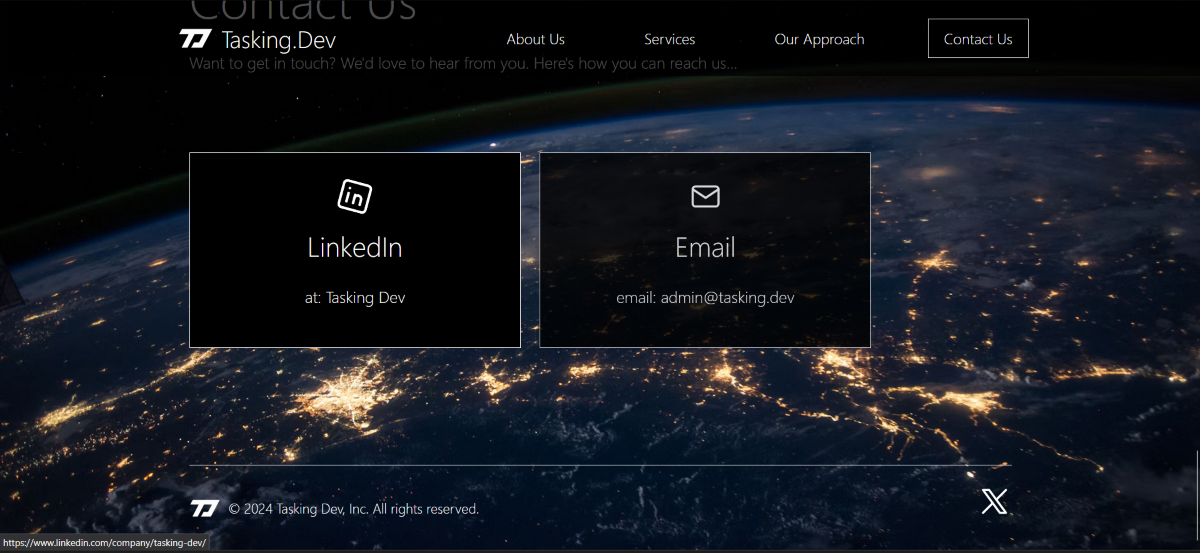 Contact Us
Tasking.Dev
About Us
Services
Our Approach
Contact Us
Want to get in touch? We'd love to hear from you. Here's how you can reach us...
in
LinkedIn
at: Tasking Dev
Email
email: admin@tasking.dev
© 2024 Tasking Dev, Inc. All rights reserved.
https://www.linkedin.com/company/tasking-dev/